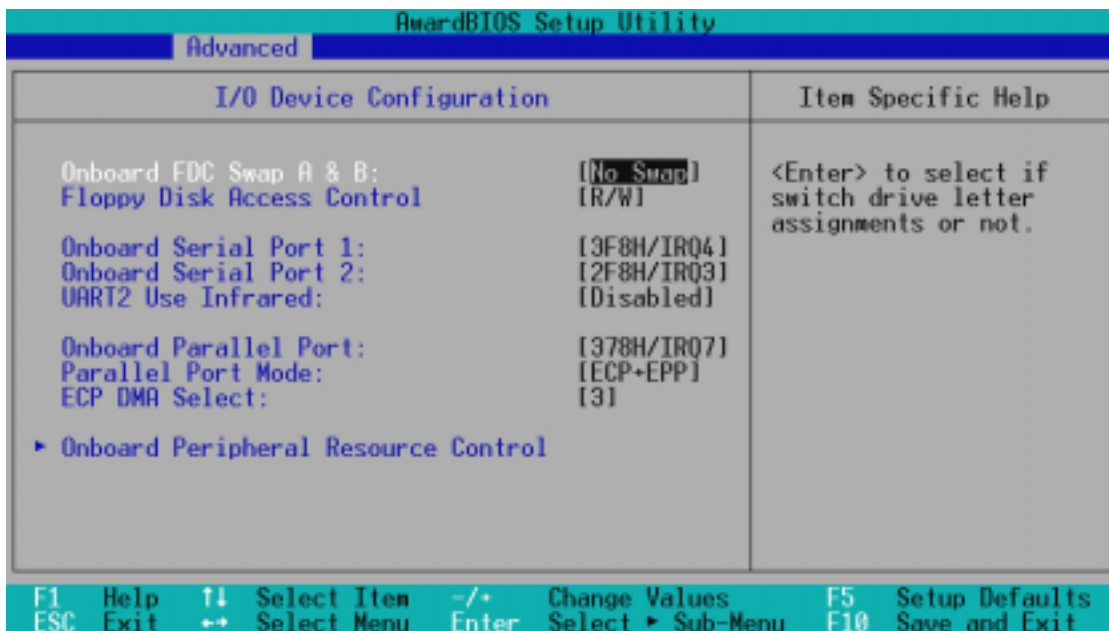 AwardBIOS Setup Utility
Advanced
I/O Device Configuration
Item Specific Help
Onboard FDC Swap A & B: [No Swap]
Floppy Disk Access Control [R/W]
Onboard Serial Port 1: [3F8H/IRQ4]
Onboard Serial Port 2: [2F8H/IRQ3]
UART2 Use Infrared: [Disabled]
Onboard Parallel Port: [378H/IRQ7]
Parallel Port Mode: [ECP+EPP]
ECP DMA Select: [3]
► Onboard Peripheral Resource Control
<Enter> to select if
switch drive letter
assignments or not.
F1 Help ↑↓ Select Item -/+ Change Values F5 Setup Defaults
ESC Exit ←→ Select Menu Enter Select ► Sub-Menu F10 Save and Exit